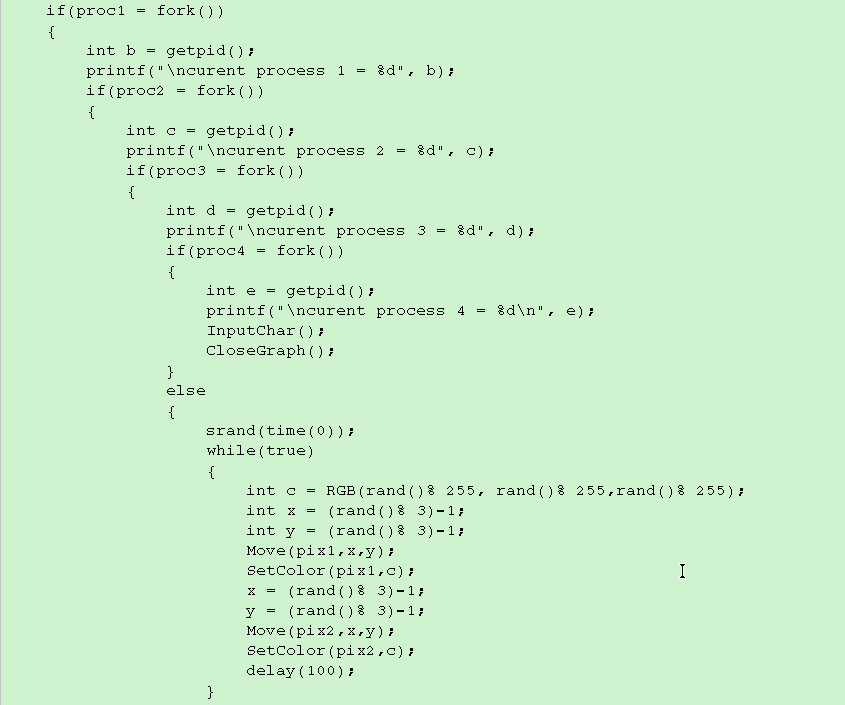 if(proc1 = fork())
{
int b = getpid();
printf("\ncurent process 1 = %d", b);
if(proc2 = fork())
{
int c = getpid();
printf("\ncurent process 2 = %d", c);
if(proc3 = fork())
{
int d = getpid();
printf("\ncurent process 3 = %d", d);
if(proc4 = fork())
{
int e = getpid();
printf("\ncurent process 4 = %d\n", e);
InputChar();
CloseGraph();
}
else
{
srand(time(0));
while(true)
{
int c = RGB(rand()% 255, rand()% 255,rand()% 255);
int x = (rand()% 3)-1;
int y = (rand()% 3)-1;
Move(pix1,x,y);
SetColor(pix1,c);
x = (rand()% 3)-1;
y = (rand()% 3)-1;
Move(pix2,x,y);
SetColor(pix2,c);
delay(100);
}